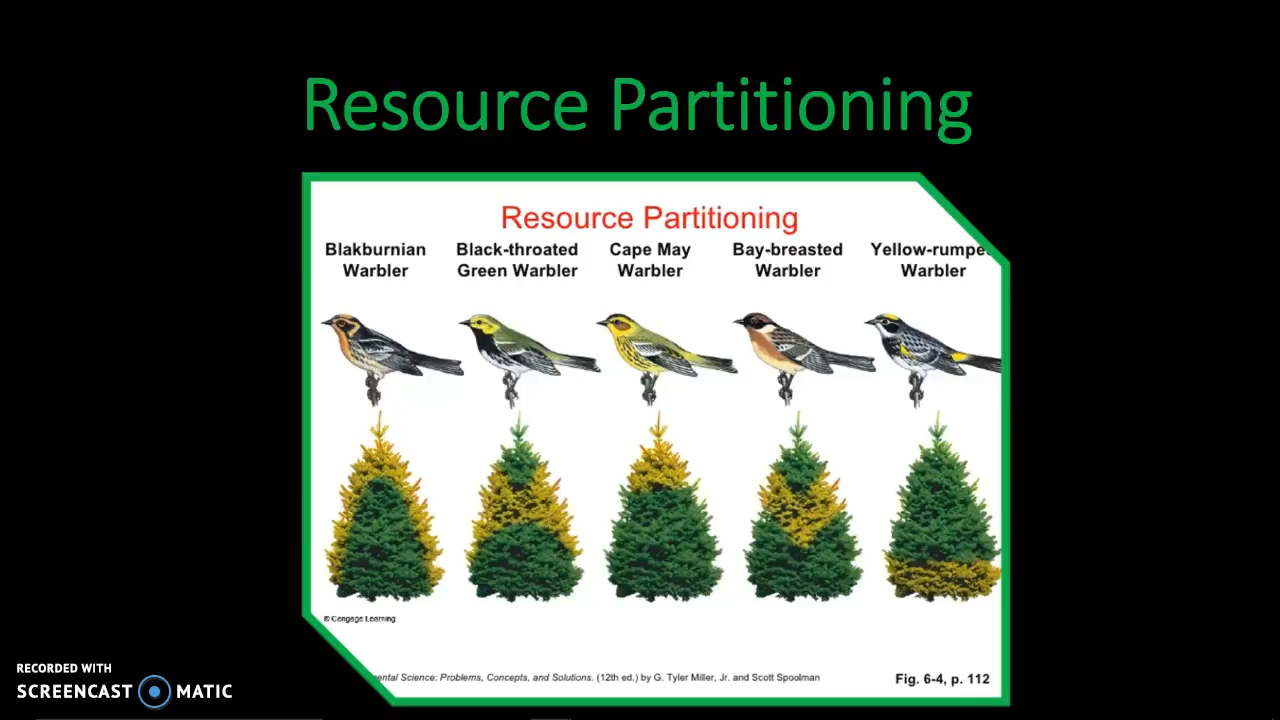 Resource Partitioning
Resource Partitioning
Blakburnian Black-throated Cape May Bay-breasted Yellow-rumpe
Warbler Green Warbler Warbler Warbler Warbler
© Cengage Learning
ental Science: Problems, Concepts, and Solutions. (12th ed.) by G. Tyler Miller, Jr. and Scott Spoolman
Fig. 6-4, p. 112
RECORDED WITH
SCREENCAST MATIC